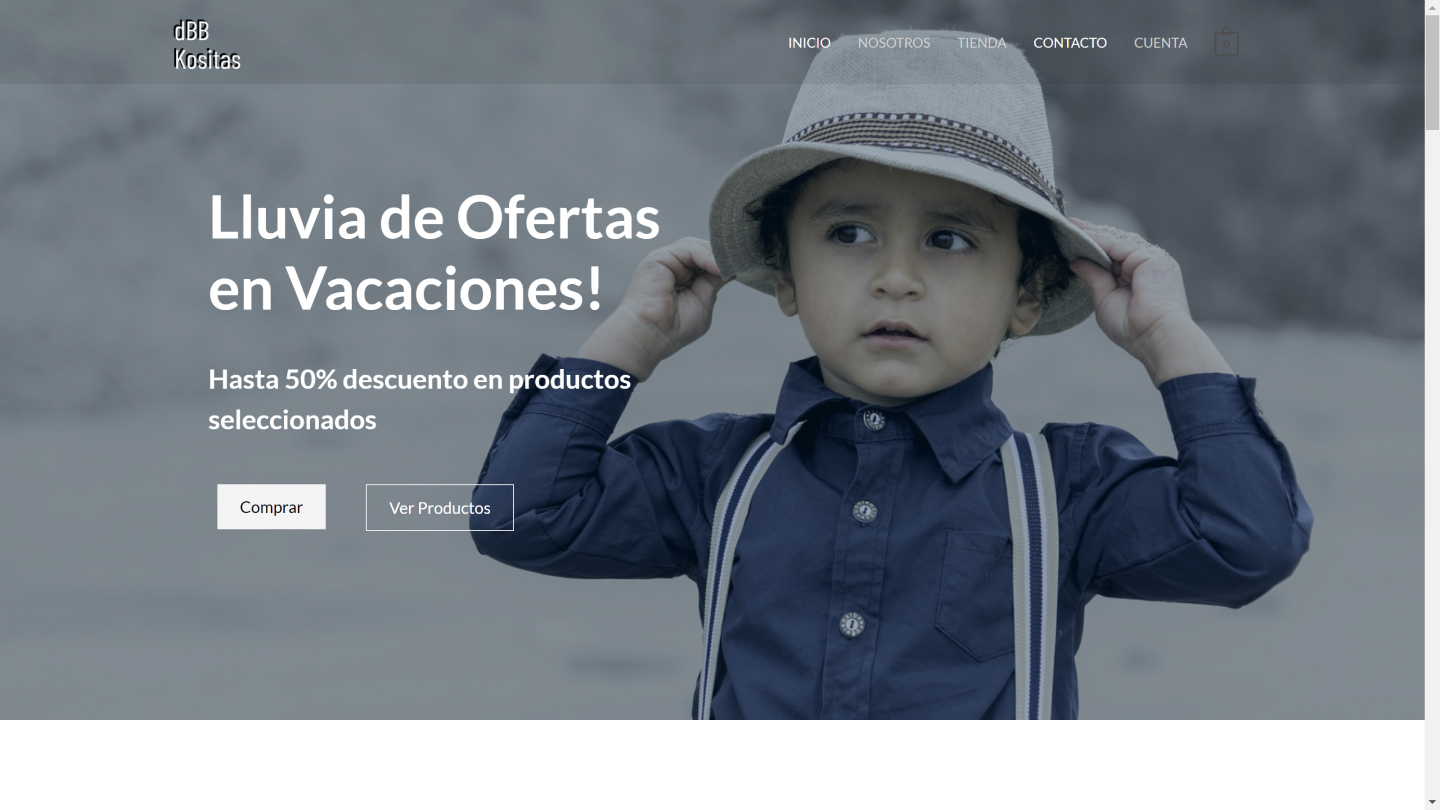 dBB
Kositas
INICIO NOSOTROS TIENDA CONTACTO CUENTA 0
Lluvia de Ofertas
en Vacaciones!
Hasta 50% descuento en productos
seleccionados
Comprar Ver Productos